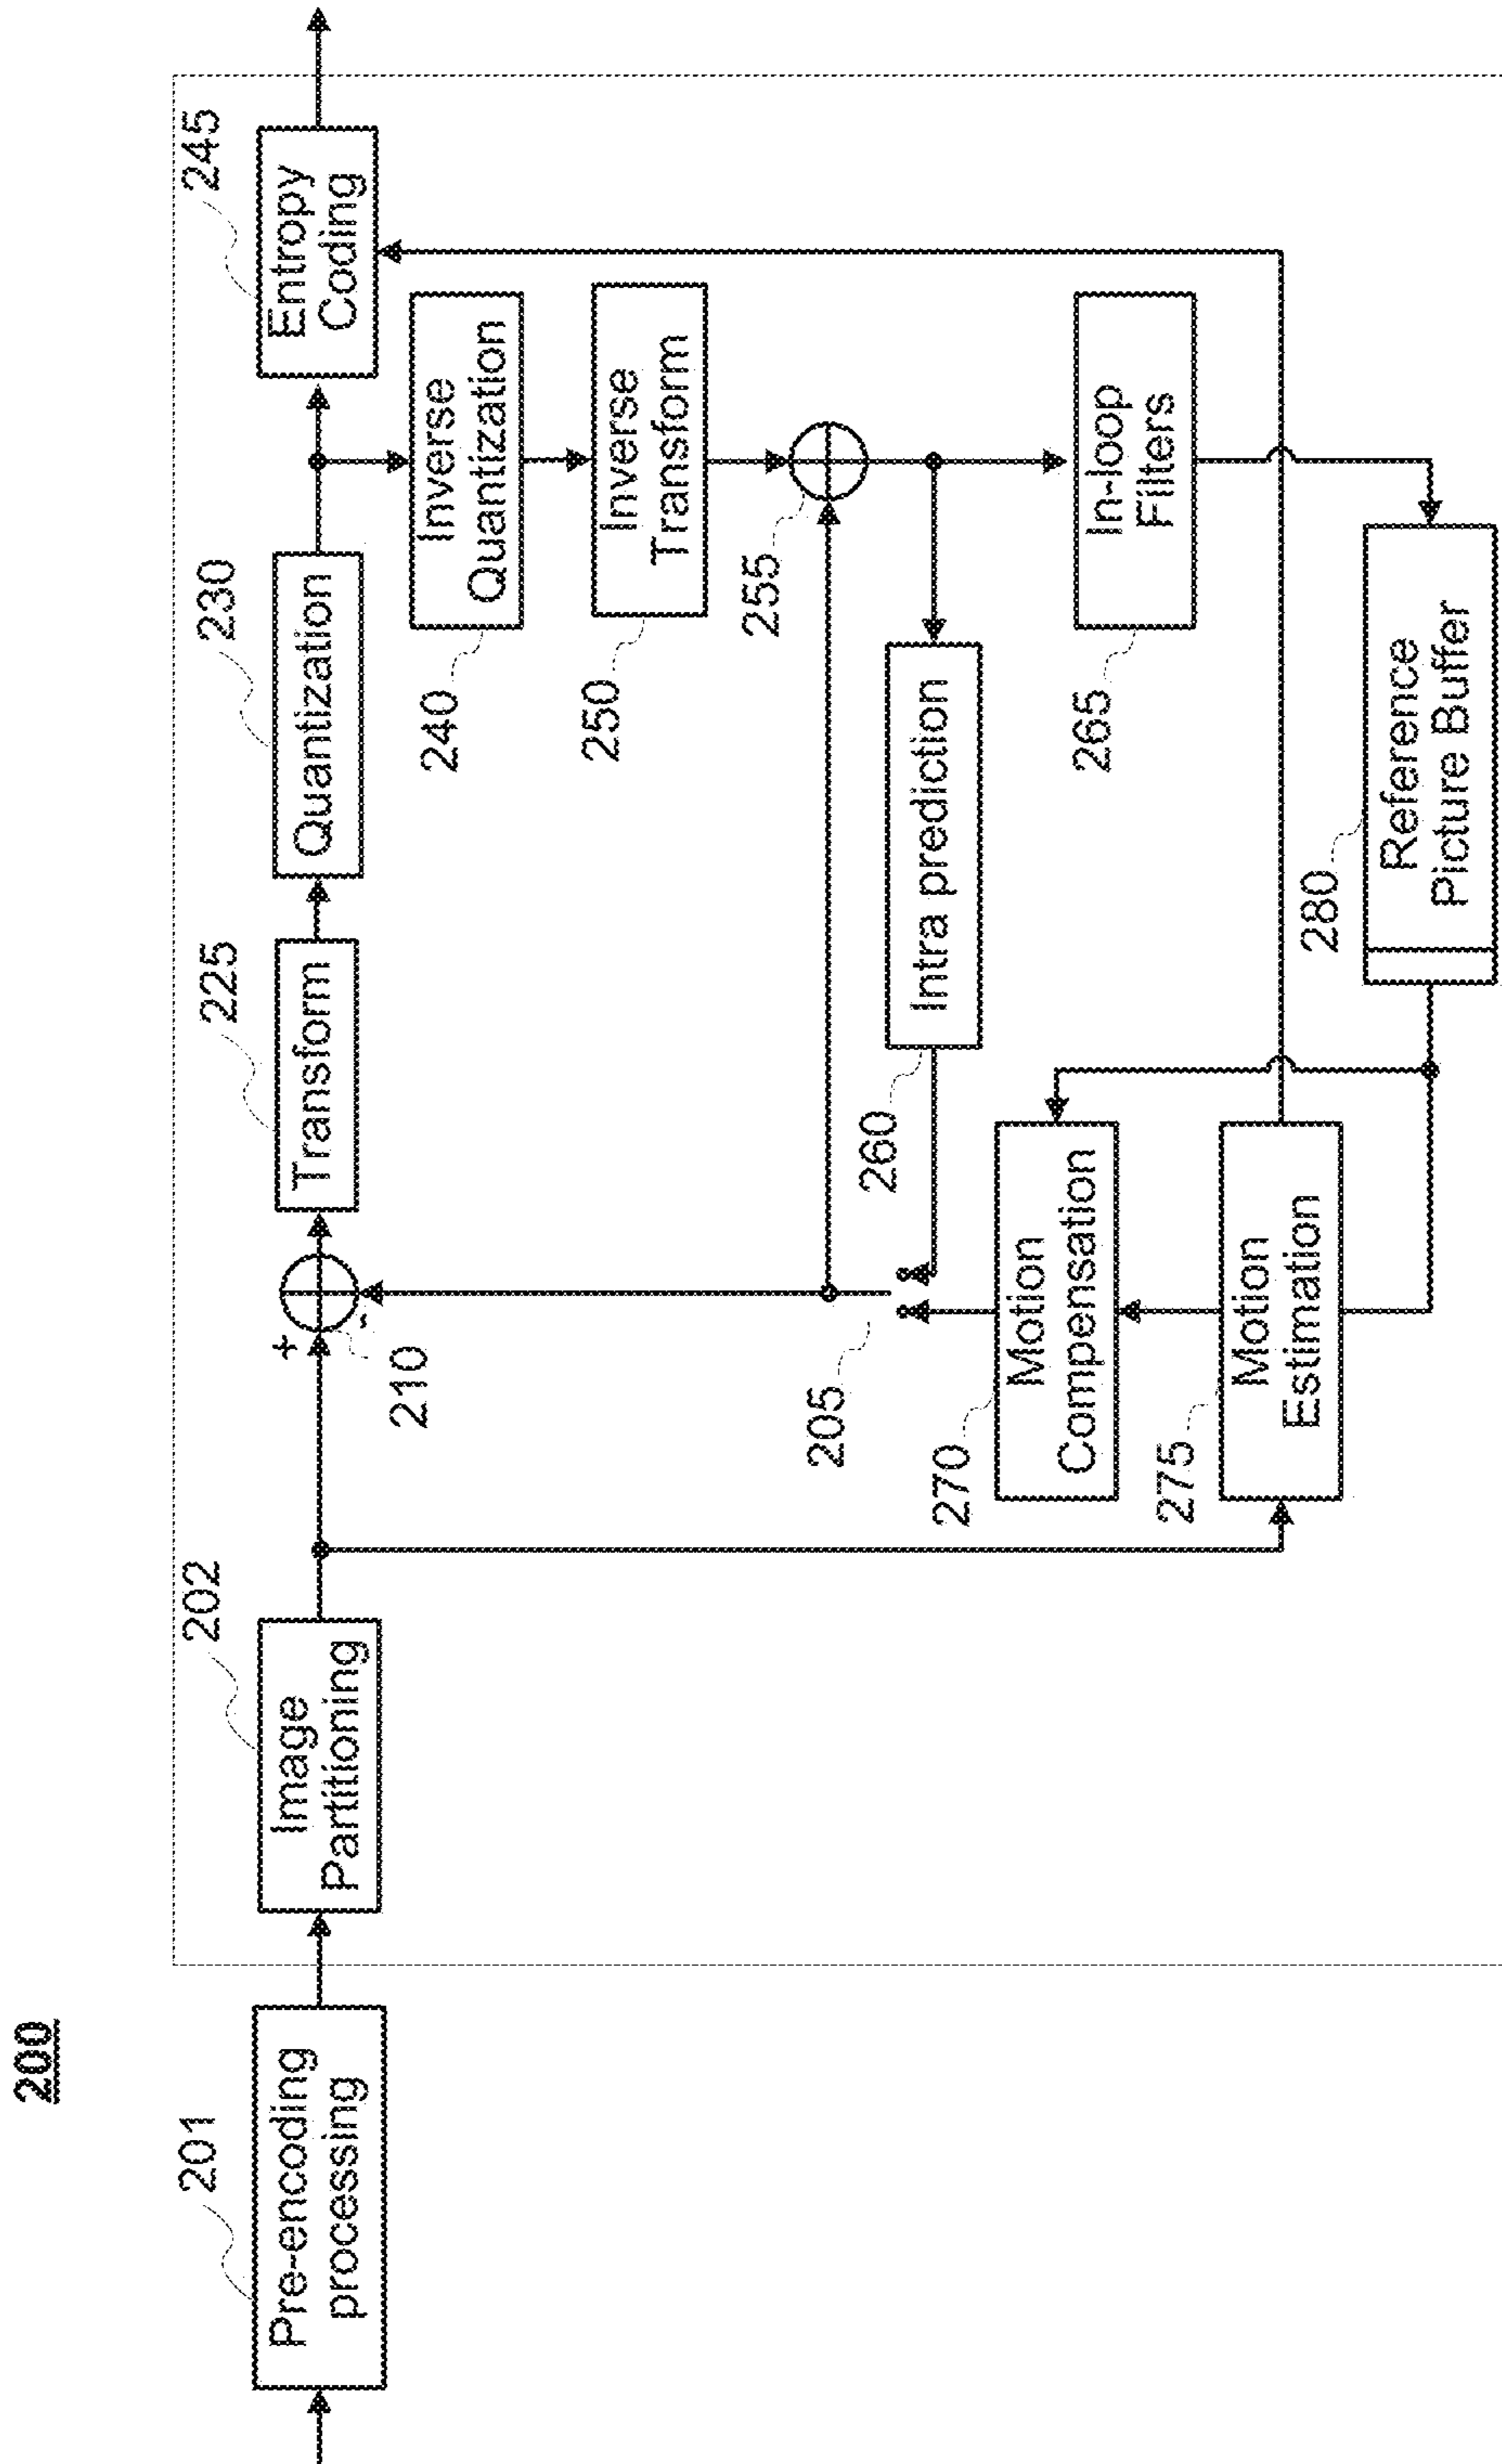 200
201
Pre-encoding
processing
202
Image
Partitioning
+
-
210
225
Transform
230
Quantization
245
Entropy
Coding
240
Inverse
Quantization
250
Inverse
Transform
255
205
260
Intra prediction
265
In-loop
Filters
270
Motion
Compensation
275
Motion
Estimation
280
Reference
Picture Buffer